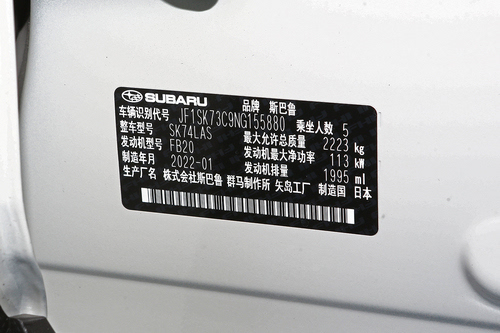 SUBARU 品牌 斯巴鲁
车辆识别代号 JF1SK73C9NG155880 乘坐人数 5
整车型号 SK74LAS 最大允许总质量 2223 kg
发动机型号 FB20 发动机最大净功率 113 kW
制造年月 2022-01 发动机排量 1995 ml
生产厂名 株式会社斯巴鲁 群马制作所 矢岛工厂 制造国 日本